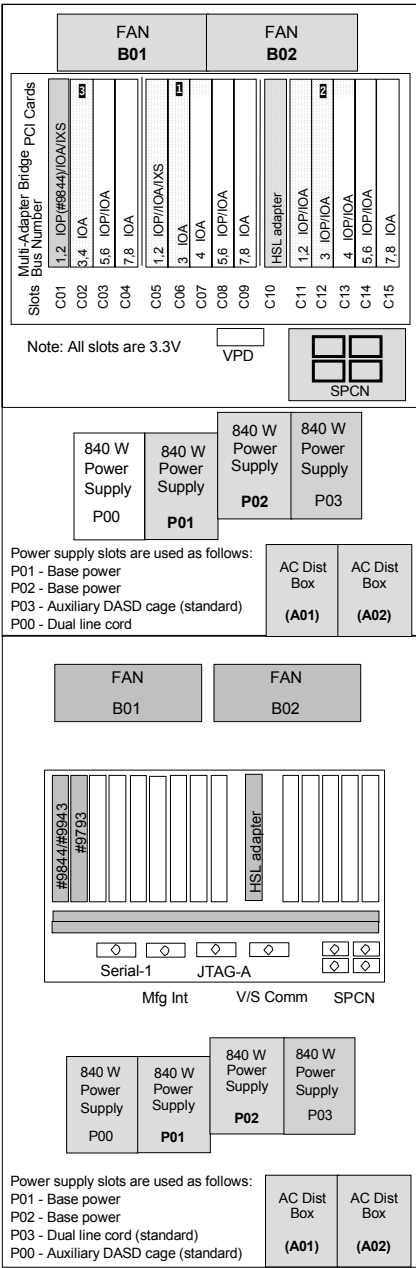 FAN
B01
FAN
B02
Slots
Multi-Adapter Bridge
Bus Number
PCI Cards
C01 1,2 IOP(#9844)/IOA/IXS
C02 3,4 IOA 3
C03 5,6 IOP/IOA
C04 7,8 IOA
C05 1,2 IOP//IOA/IXS
C06 3 IOA 1
C07 4 IOA
C08 5,6 IOP/IOA
C09 7,8 IOA
C10 HSL adapter
C11 1,2 IOP/IOA
C12 3 IOP/IOA 2
C13 4 IOP/IOA
C14 5,6 IOP/IOA
C15 7,8 IOA
Note: All slots are 3.3V
VPD
SPCN
840 W
Power
Supply
P00
840 W
Power
Supply
P01
840 W
Power
Supply
P02
840 W
Power
Supply
P03
Power supply slots are used as follows:
P01 - Base power
P02 - Base power
P03 - Auxiliary DASD cage (standard)
P00 - Dual line cord
AC Dist
Box
(A01)
AC Dist
Box
(A02)
FAN
B01
FAN
B02
#9844/#9943
#9793
HSL adapter
Serial-1
JTAG-A
Mfg Int
V/S Comm
SPCN
840 W
Power
Supply
P00
840 W
Power
Supply
P01
840 W
Power
Supply
P02
840 W
Power
Supply
P03
Power supply slots are used as follows:
P01 - Base power
P02 - Base power
P03 - Dual line cord (standard)
P00 - Auxiliary DASD cage (standard)
AC Dist
Box
(A01)
AC Dist
Box
(A02)